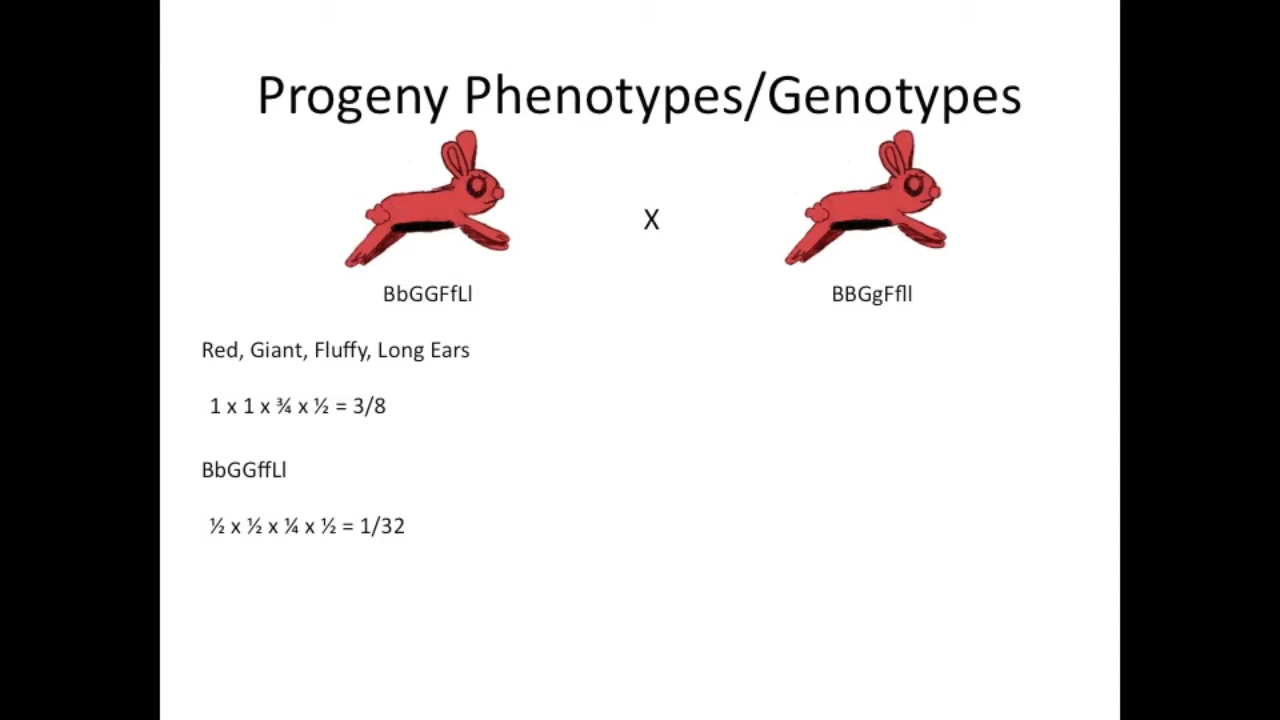 Progeny Phenotypes/Genotypes
X
BbGGFfLl
BBGgFfll
Red, Giant, Fluffy, Long Ears
1 x 1 x ¾ x ½ = 3/8
BbGGffLl
½ x ½ x ¼ x ½ = 1/32